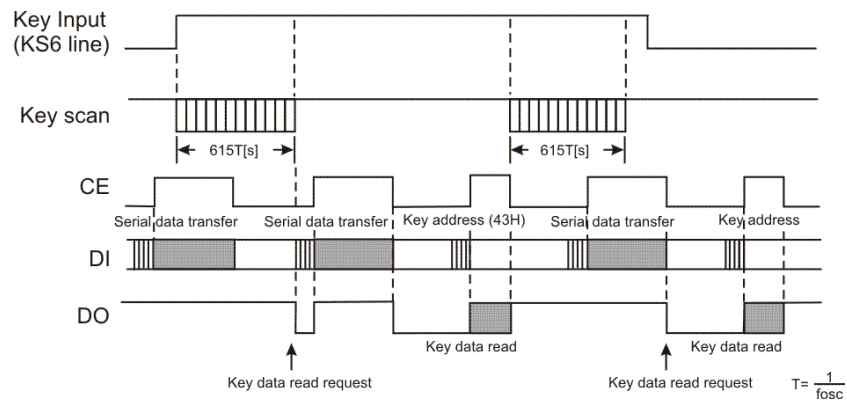 Key Input
(KS6 line)
Key scan
615T[s]
615T[s]
CE
Serial data transfer
Serial data transfer
Key address (43H)
Serial data transfer
Key address
DI
DO
Key data read
Key data read
Key data read request
Key data read request
T= 1
fosc